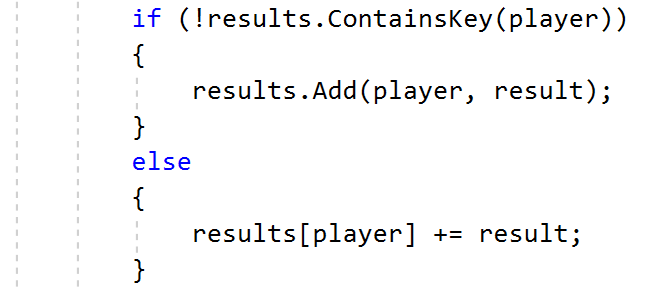 if (!results.ContainsKey(player))
{
    results.Add(player, result);
}
else
{
    results[player] += result;
}